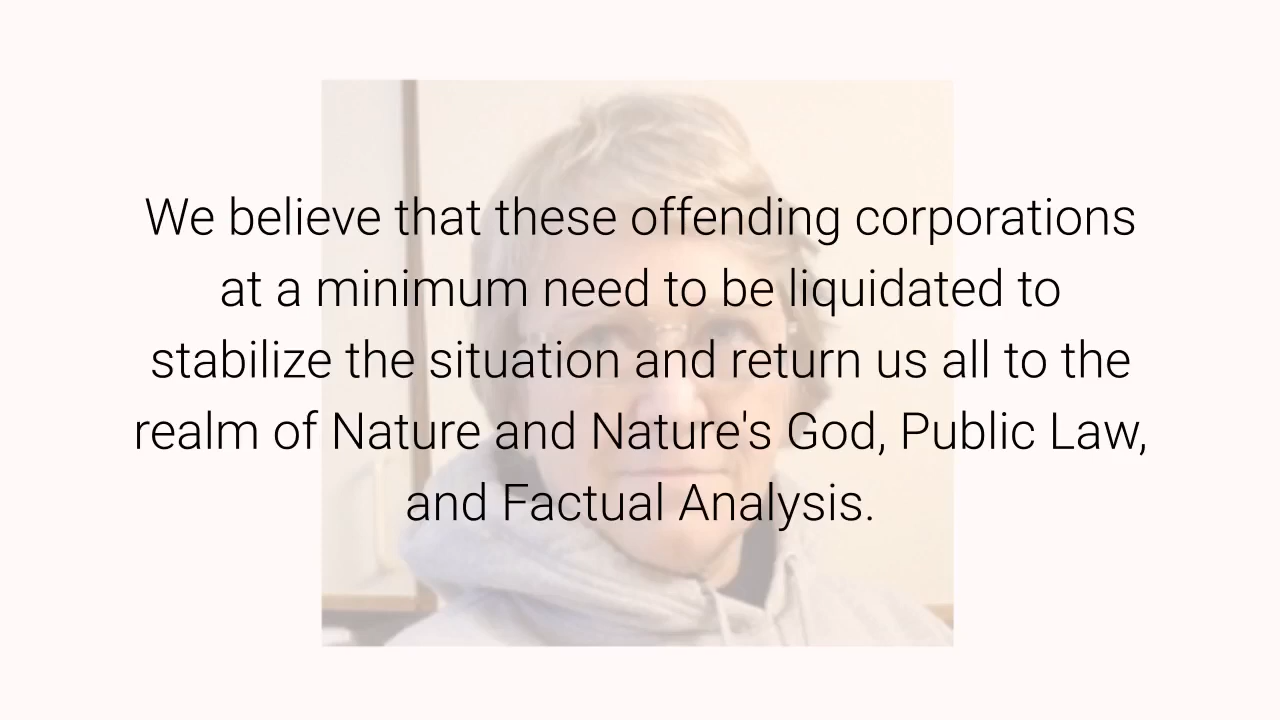 We believe that these offending corporations
at a minimum need to be liquidated to
stabilize the situation and return us all to the
realm of Nature and Nature's God, Public Law,
and Factual Analysis.